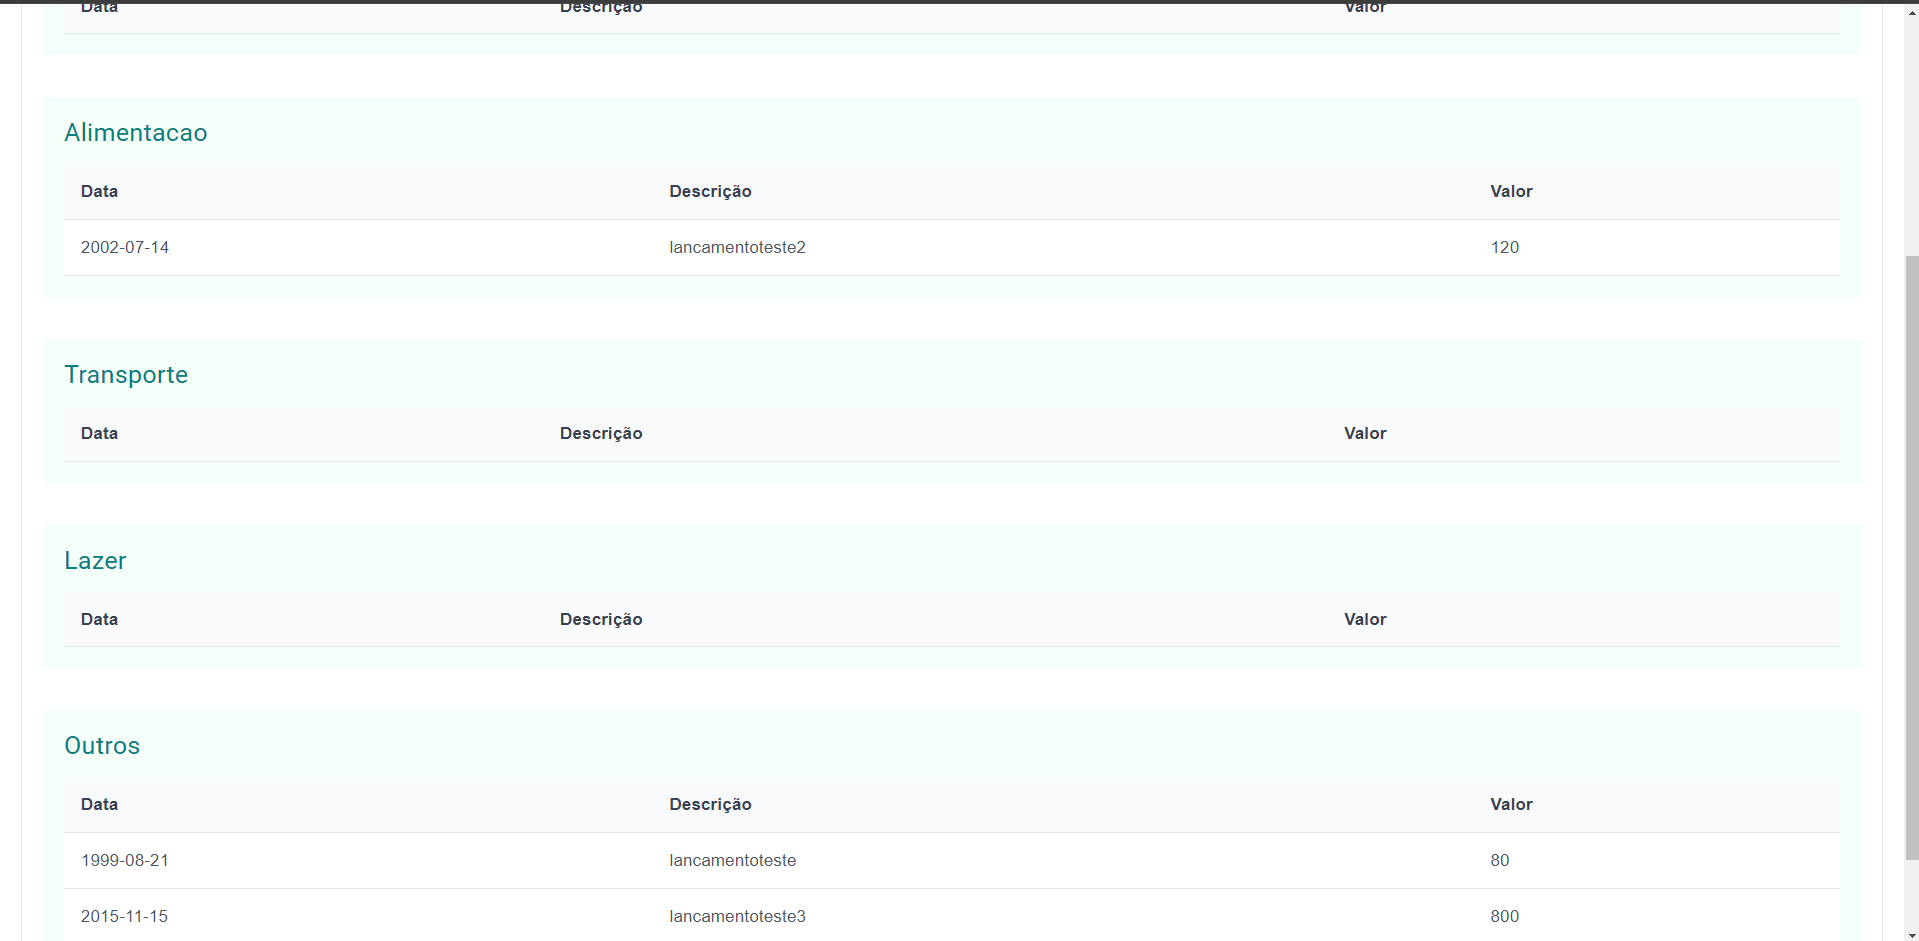 Data Descrição Valor
Alimentacao
Data Descrição Valor
2002-07-14 lancamentoteste2 120
Transporte
Data Descrição Valor
Lazer
Data Descrição Valor
Outros
Data Descrição Valor
1999-08-21 lancamentoteste 80
2015-11-15 lancamentoteste3 800